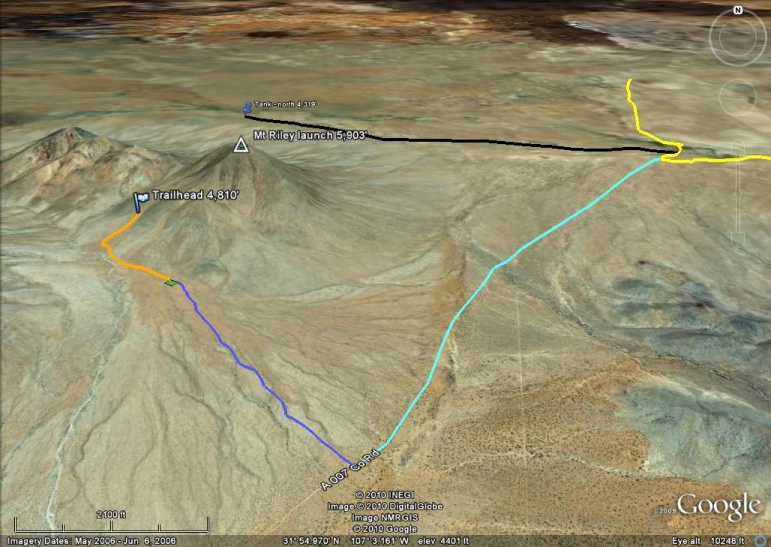 N
Tank - north 4,319'
Mt Riley launch 5,903'
Trailhead 4,810'
A 007 Co Rd
2100 ft
© 2010 INEGI
Image © 2010 DigitalGlobe
Image NMRGIS
© 2010 Google
©2009 Google
Imagery Dates: May 2006 - Jun 6, 2006
31°54.970' N -107°3.161' W elev 4401 ft
Eye alt 10248 ft